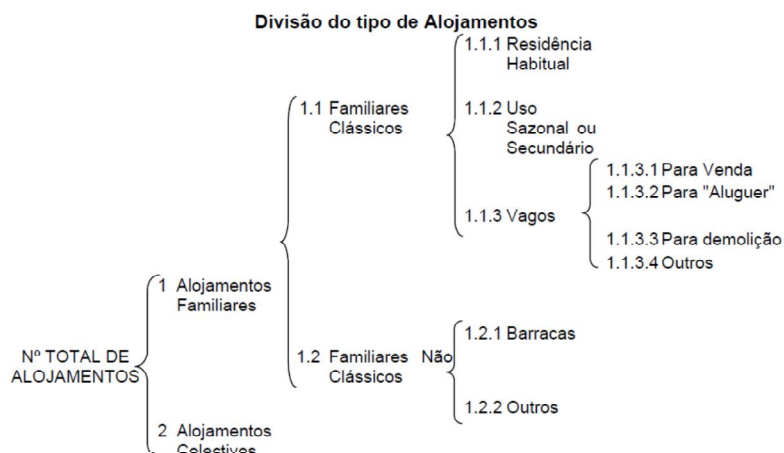 Divisão do tipo de Alojamentos
1.1.1 Residência
Habitual
1.1 Familiares
Clássicos
1.1.2 Uso
Sazonal ou
Secundário
1.1.3 Vagos
1.1.3.1 Para Venda
1.1.3.2 Para "Aluguer"
1.1.3.3 Para demolição
1.1.3.4 Outros
1 Alojamentos
Familiares
Nº TOTAL DE
ALOJAMENTOS
1.2 Familiares Não
Clássicos
1.2.1 Barracas
1.2.2 Outros
2 Alojamentos
Colectivos